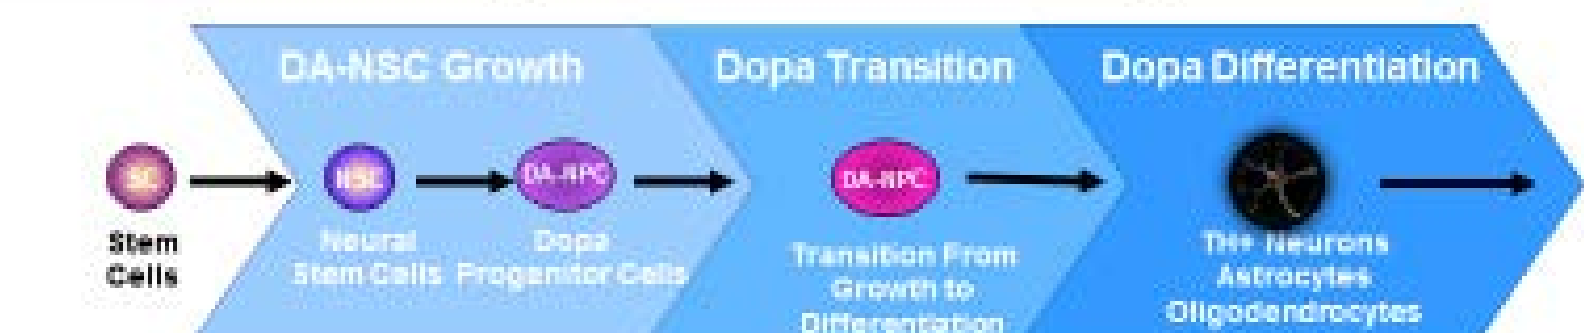 DA-NSC Growth
Dopa Transition
Dopa Differentiation
SC
NSC
DA-NPC
DA-NPC
Stem
Cells
Neural
Stem Cells
Dopa
Progenitor Cells
Transition From
Growth to
Differentiation
TH+ Neurons
Astrocytes
Oligodendrocytes